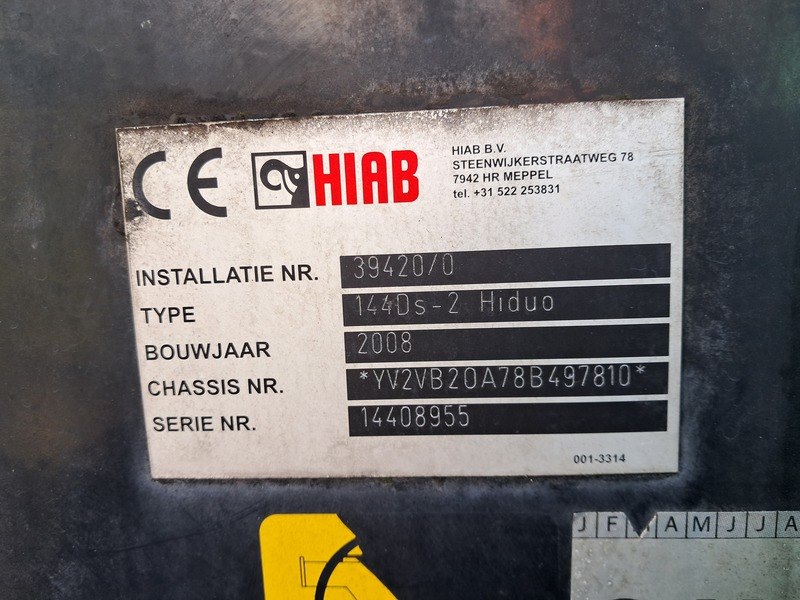 CE HIAB
HIAB B.V.
STEENWIJKERSTRAATWEG 78
7942 HR MEPPEL
tel. +31 522 253831
INSTALLATIE NR. 39420/0
TYPE 144Ds-2 Hiduo
BOUWJAAR 2008
CHASSIS NR. *YV2VB20A78B497810*
SERIE NR. 14408955
001-3314
J F A M J J A